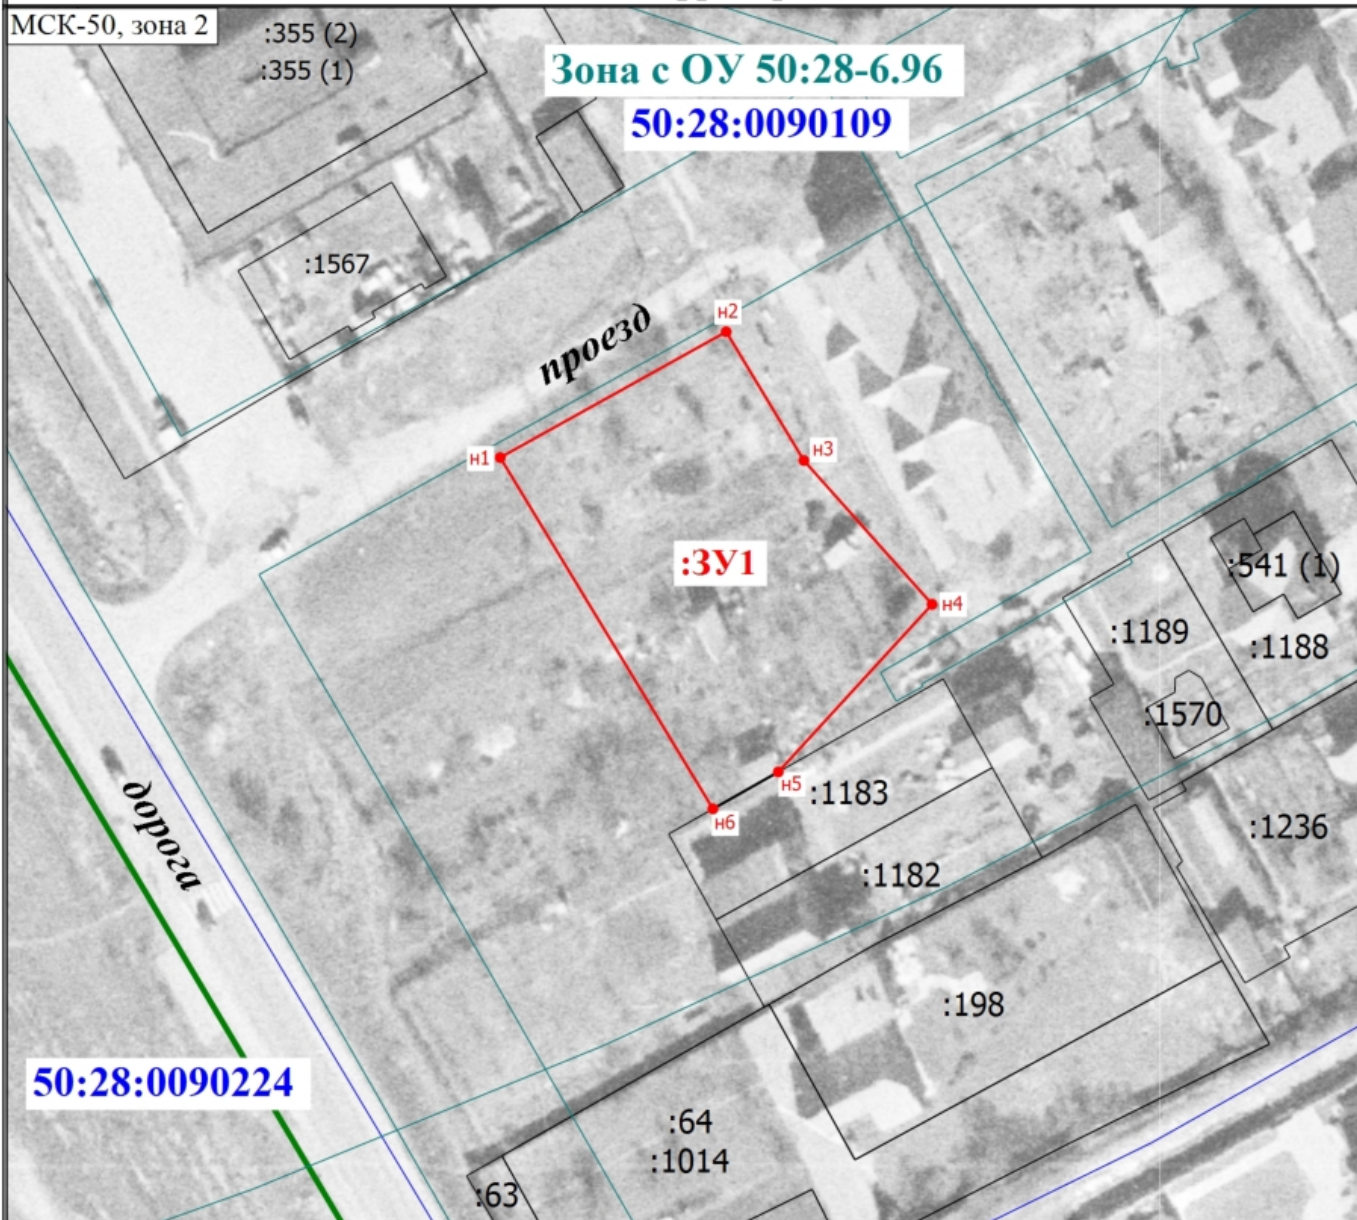 МСК-50, зона 2
:355 (2)
:355 (1)
Зона с ОУ 50:28-6.96
50:28:0090109
:1567
проезд
н2
н1
н3
:ЗУ1
:541 (1)
н4
:1189
:1188
:1570
н5
:1183
н6
дорога
:1236
:1182
:198
50:28:0090224
:64
:1014
:63